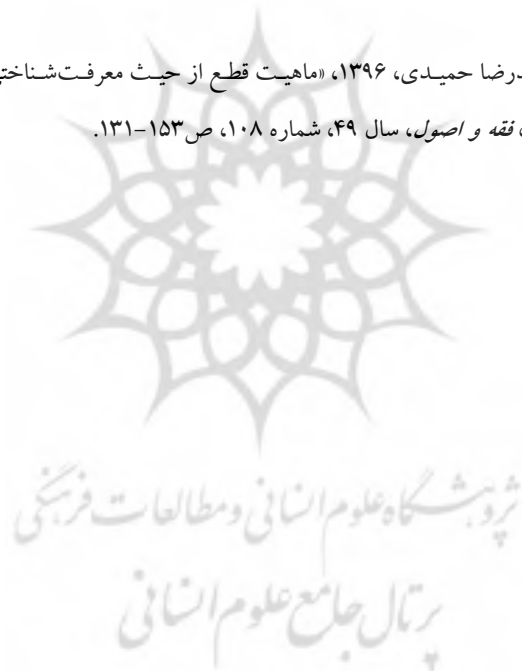 درضا حمیدی، ۱۳۹۶، «ماهیت قطع از حیث معرفت‌شناختی
فقه و اصول، سال ۴۹، شماره ۱۰۸، ص۱۵۳-۱۳۱.
پژوهشگاه علوم انسانی و مطالعات فرهنگی
پرتال جامع علوم انسانی